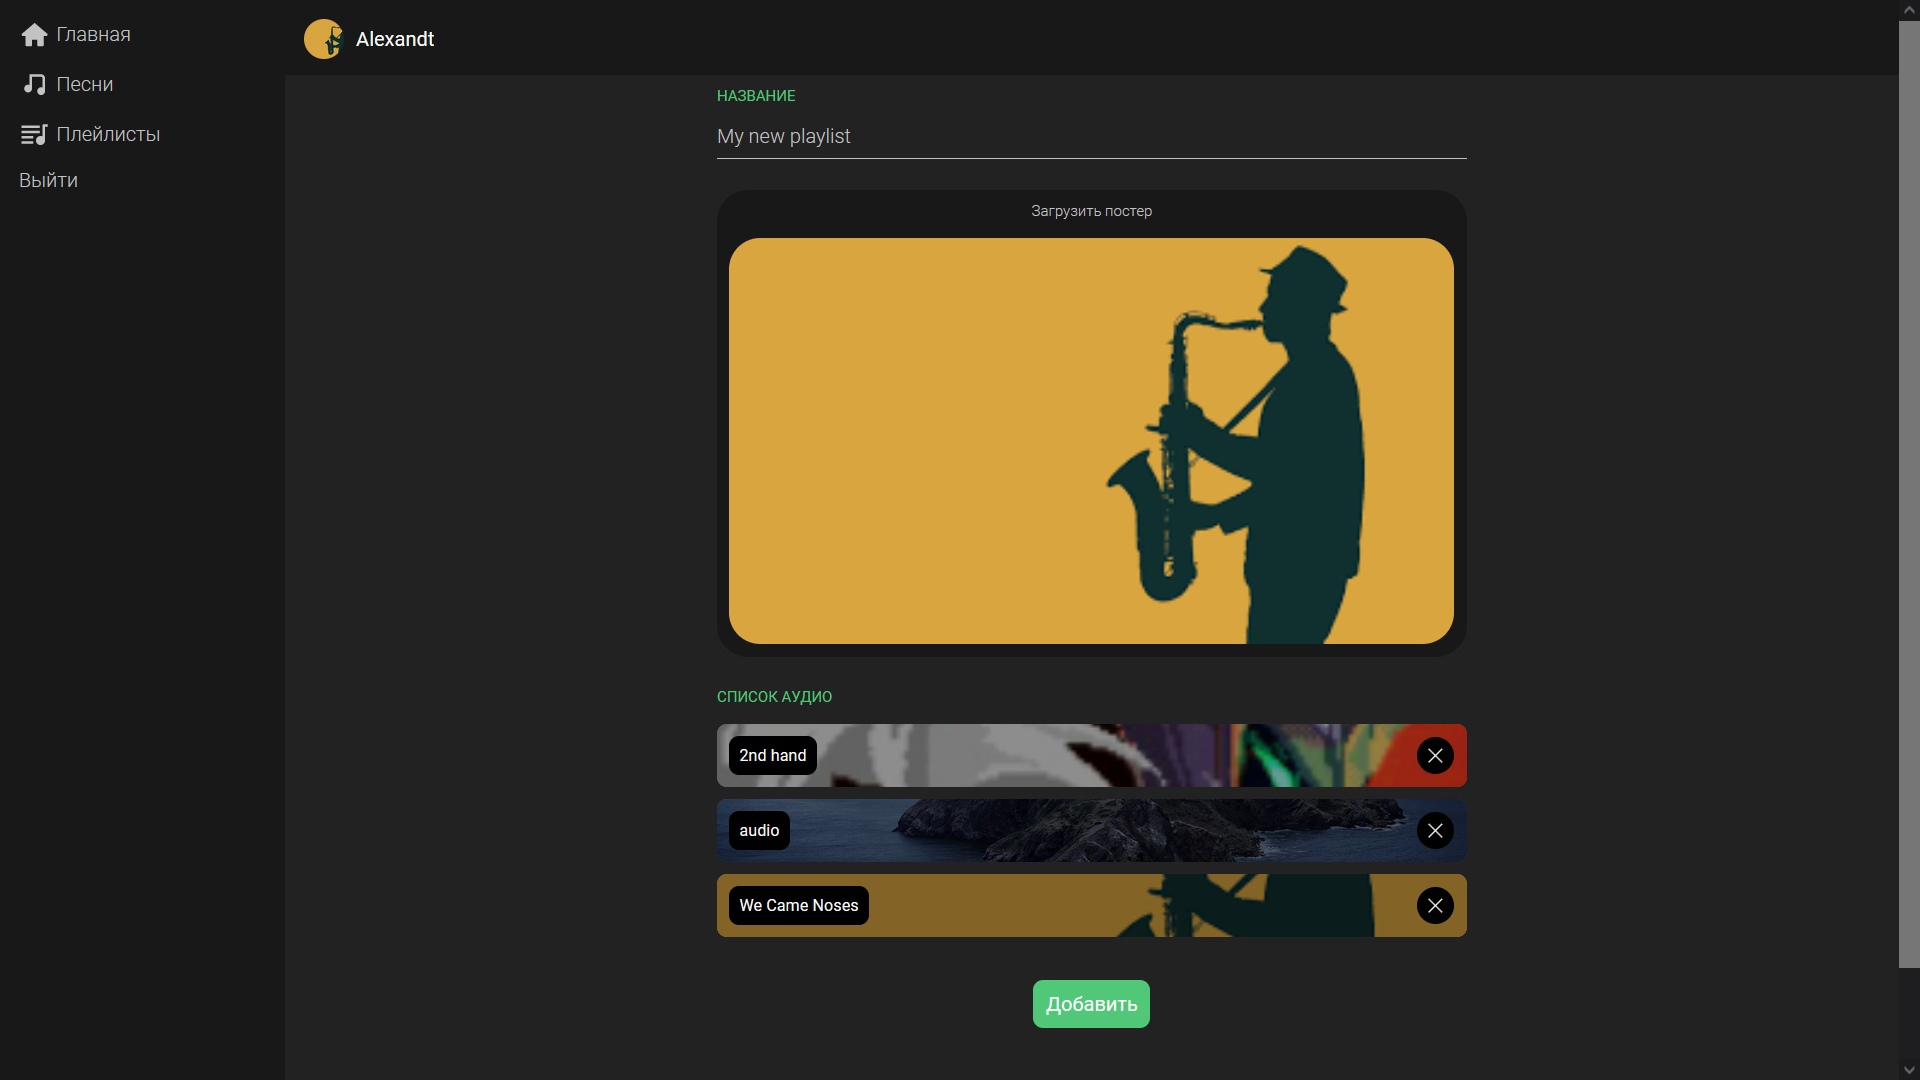 Главная
Песни
Плейлисты
Выйти
Alexandt
НАЗВАНИЕ
My new playlist
Загрузить постер
СПИСОК АУДИО
2nd hand
audio
We Came Noses
Добавить